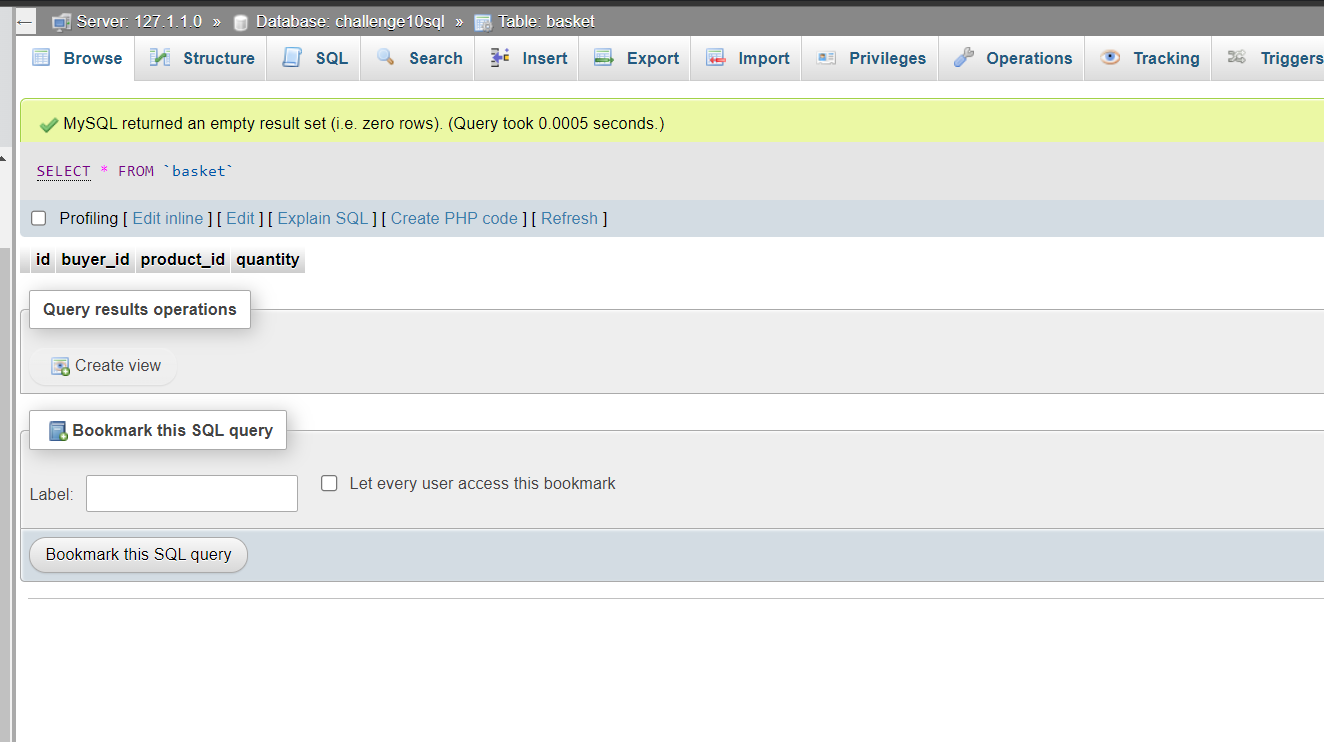 ← Server: 127.1.1.0 » Database: challenge10sql » Table: basket
Browse Structure SQL Search Insert Export Import Privileges Operations Tracking Triggers
MySQL returned an empty result set (i.e. zero rows). (Query took 0.0005 seconds.)
SELECT * FROM `basket`
Profiling [ Edit inline ] [ Edit ] [ Explain SQL ] [ Create PHP code ] [ Refresh ]
id buyer_id product_id quantity
Query results operations
Create view
Bookmark this SQL query
Label: Let every user access this bookmark
Bookmark this SQL query